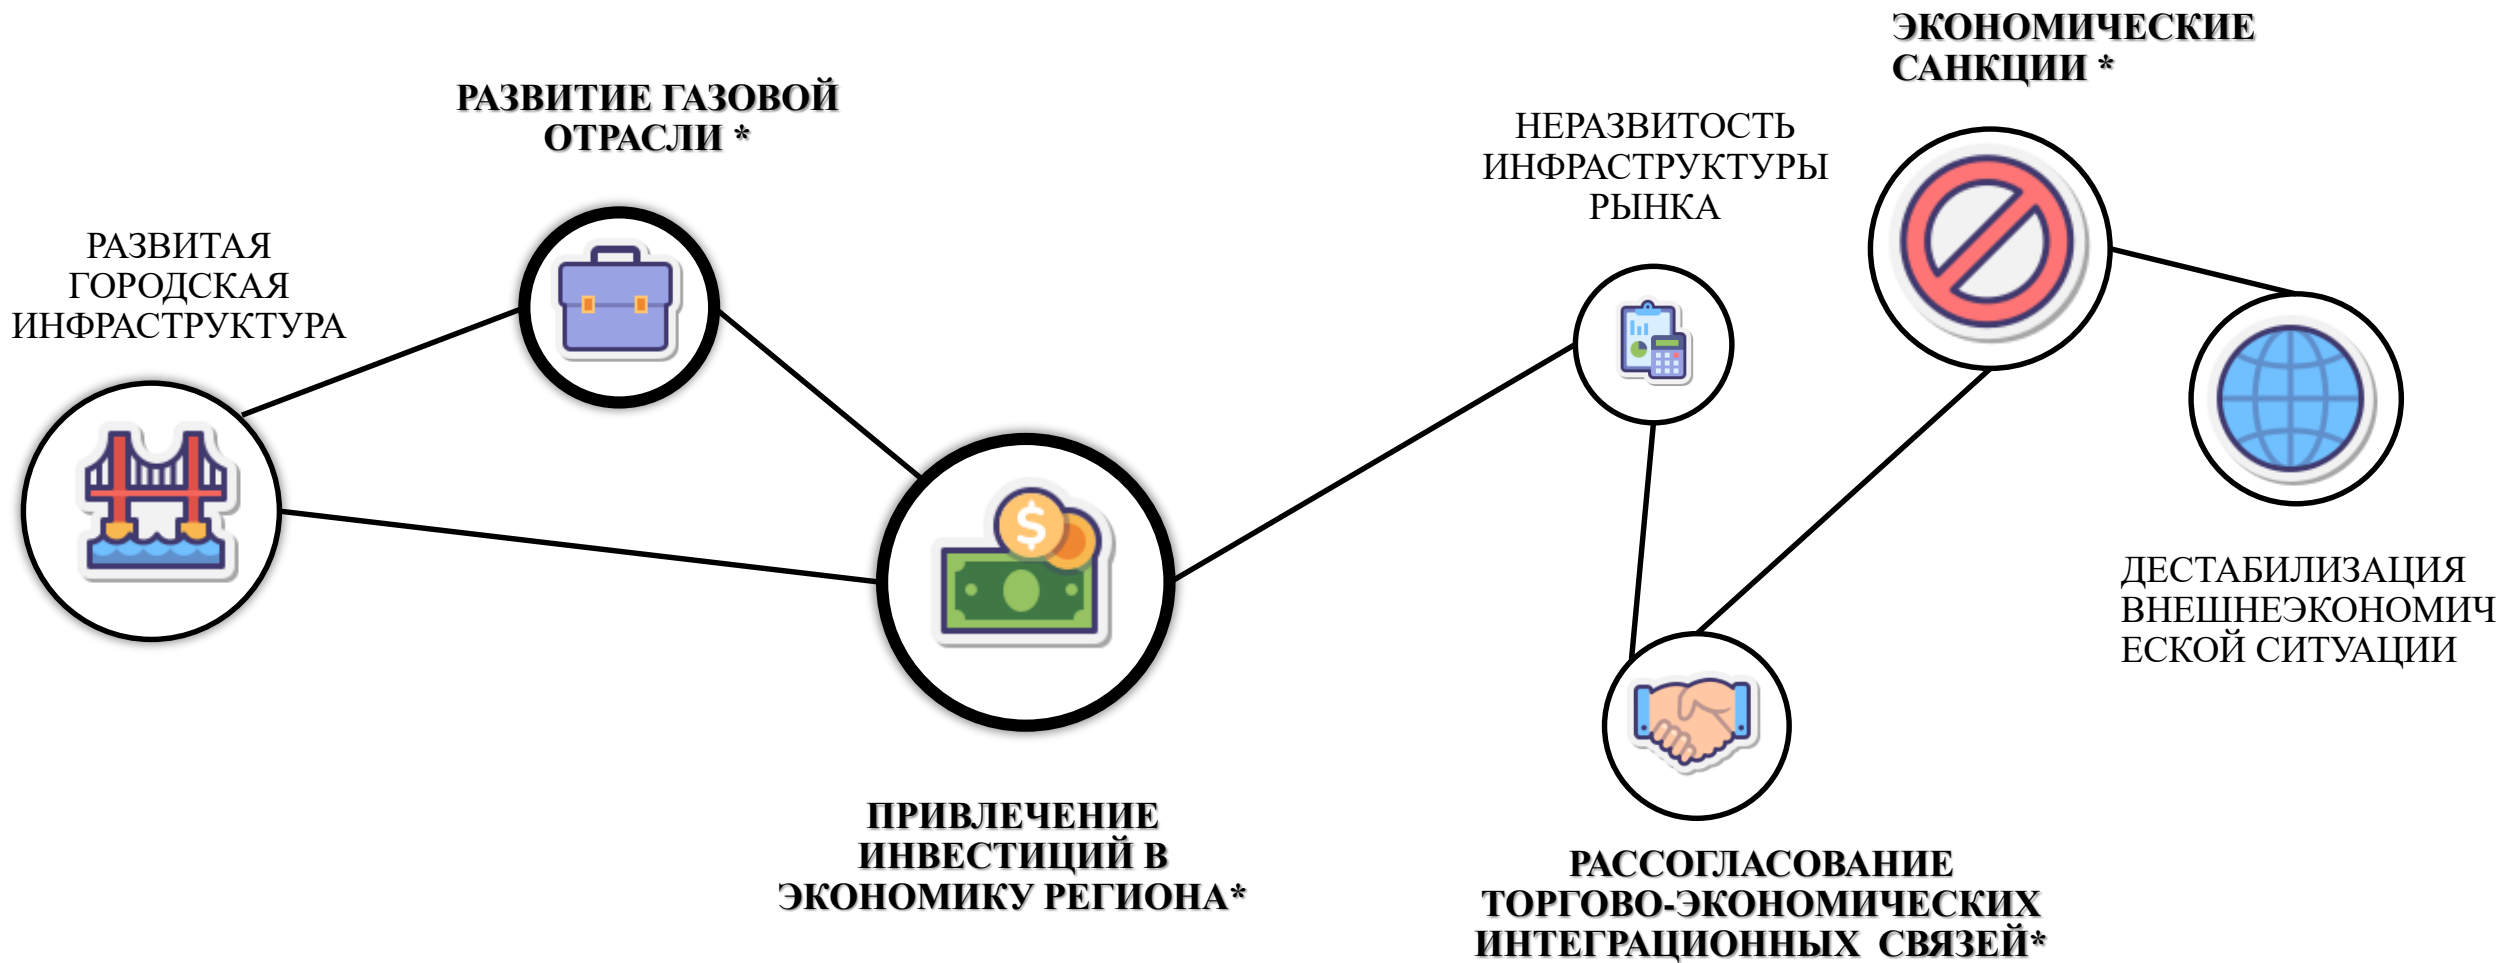 РАЗВИТАЯ
ГОРОДСКАЯ
ИНФРАСТРУКТУРА
РАЗВИТИЕ ГАЗОВОЙ
ОТРАСЛИ *
ПРИВЛЕЧЕНИЕ
ИНВЕСТИЦИЙ В
ЭКОНОМИКУ РЕГИОНА*
НЕРАЗВИТОСТЬ
ИНФРАСТРУКТУРЫ
РЫНКА
РАССОГЛАСОВАНИЕ
ТОРГОВО-ЭКОНОМИЧЕСКИХ
ИНТЕГРАЦИОННЫХ СВЯЗЕЙ*
ЭКОНОМИЧЕСКИЕ
САНКЦИИ *
ДЕСТАБИЛИЗАЦИЯ
ВНЕШНЕЭКОНОМИЧ
ЕСКОЙ СИТУАЦИИ